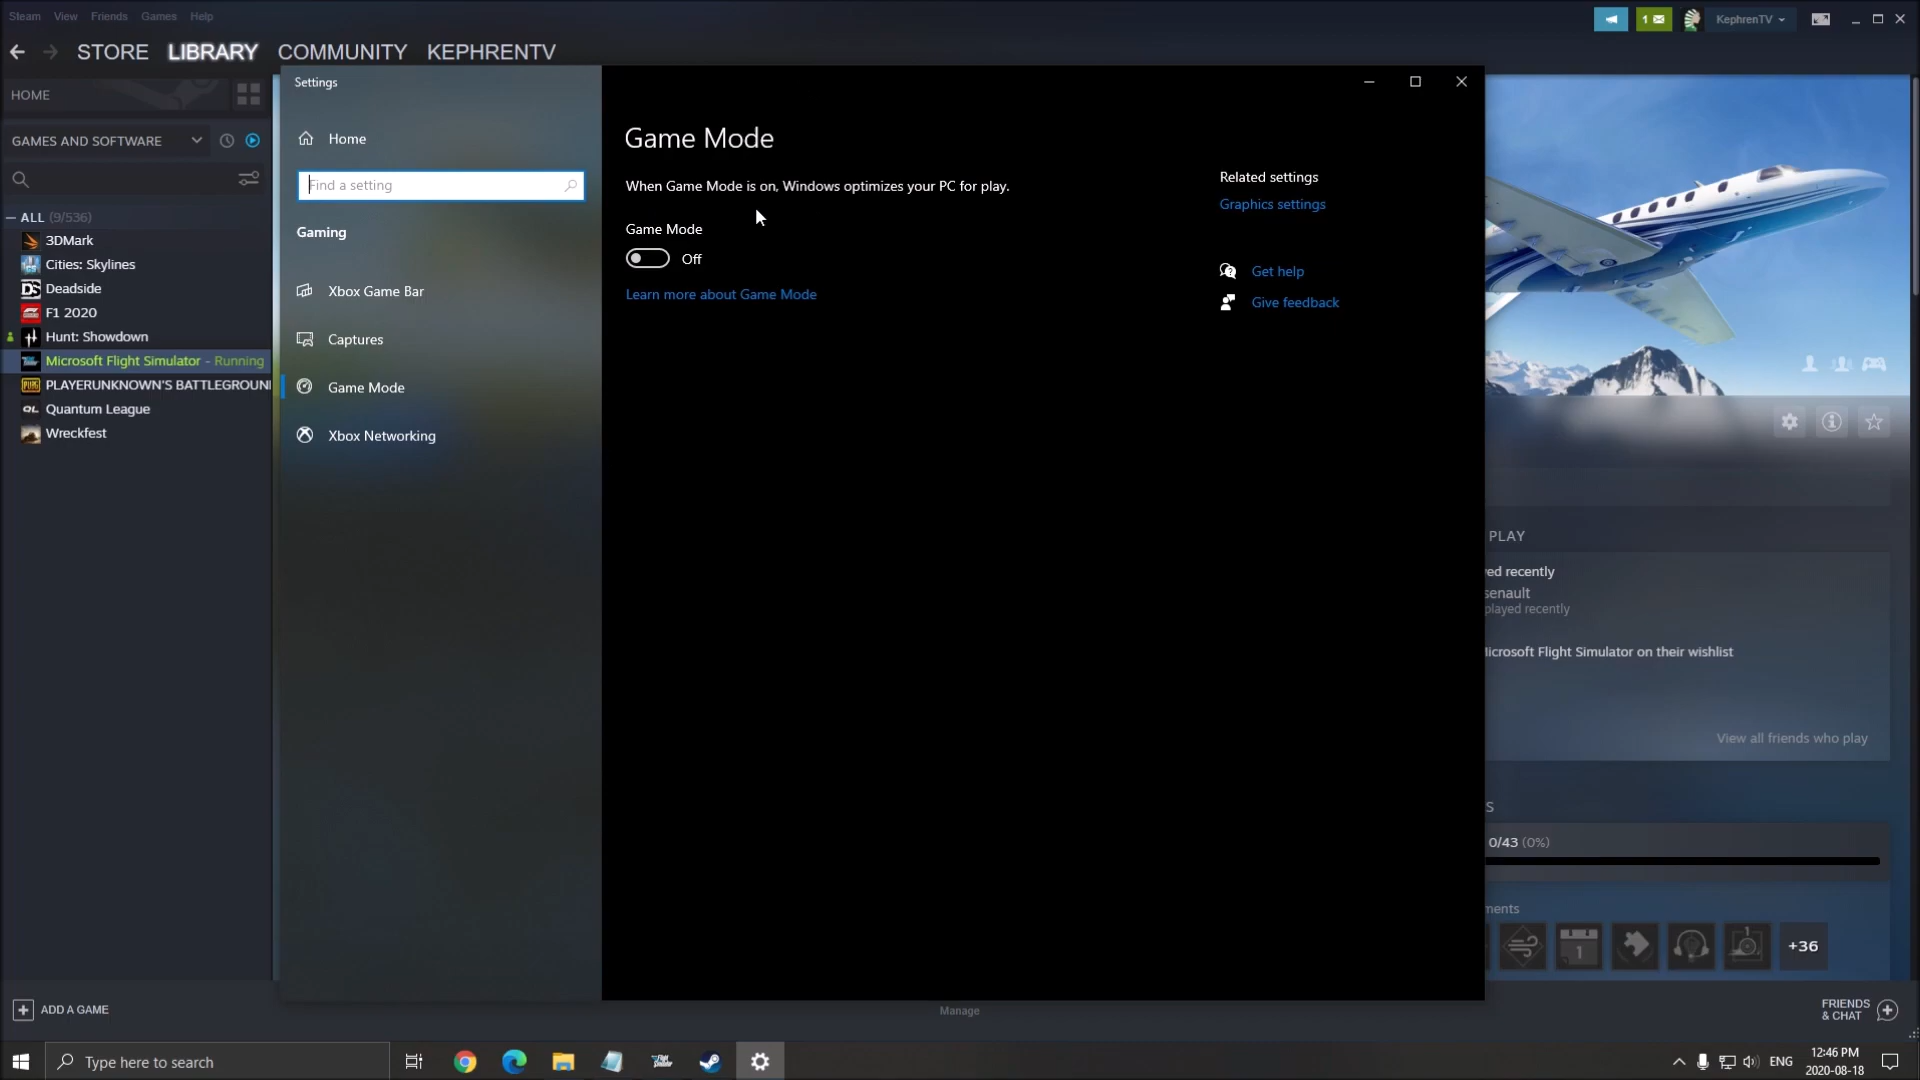 Steam View Friends Games Help
1
KephrenTV
STORE LIBRARY COMMUNITY KEPHRENTV
HOME
GAMES AND SOFTWARE
ALL (9/536)
3DMark
Cities: Skylines
Deadside
F1 2020
Hunt: Showdown
Microsoft Flight Simulator - Running
PLAYERUNKNOWN'S BATTLEGROUN
Quantum League
Wreckfest
ADD A GAME
Settings
Home
Find a setting
Gaming
Xbox Game Bar
Captures
Game Mode
Xbox Networking
Game Mode
When Game Mode is on, Windows optimizes your PC for play.
Game Mode
Off
Learn more about Game Mode
Related settings
Graphics settings
Get help
Give feedback
PLAY
ed recently
senault
played recently
icrosoft Flight Simulator on their wishlist
View all friends who play
S
0/43 (0%)
ments
1
1
+36
Manage
FRIENDS
& CHAT
Type here to search
ENG
12:46 PM
2020-08-18